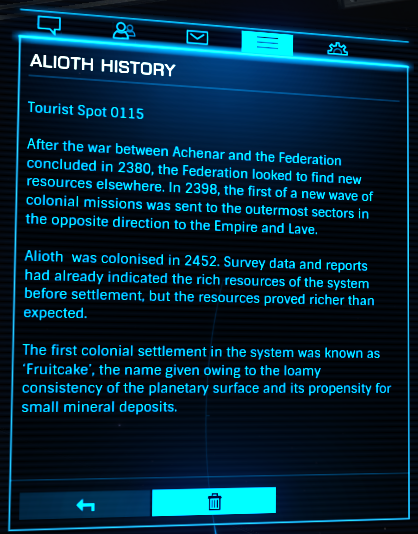 ALIOTH HISTORY
Tourist Spot 0115
After the war between Achenar and the Federation
concluded in 2380, the Federation looked to find new
resources elsewhere. In 2398, the first of a new wave of
colonial missions was sent to the outermost sectors in
the opposite direction to the Empire and Lave.
Alioth was colonised in 2452. Survey data and reports
had already indicated the rich resources of the system
before settlement, but the resources proved richer than
expected.
The first colonial settlement in the system was known as
'Fruitcake', the name given owing to the loamy
consistency of the planetary surface and its propensity for
small mineral deposits.